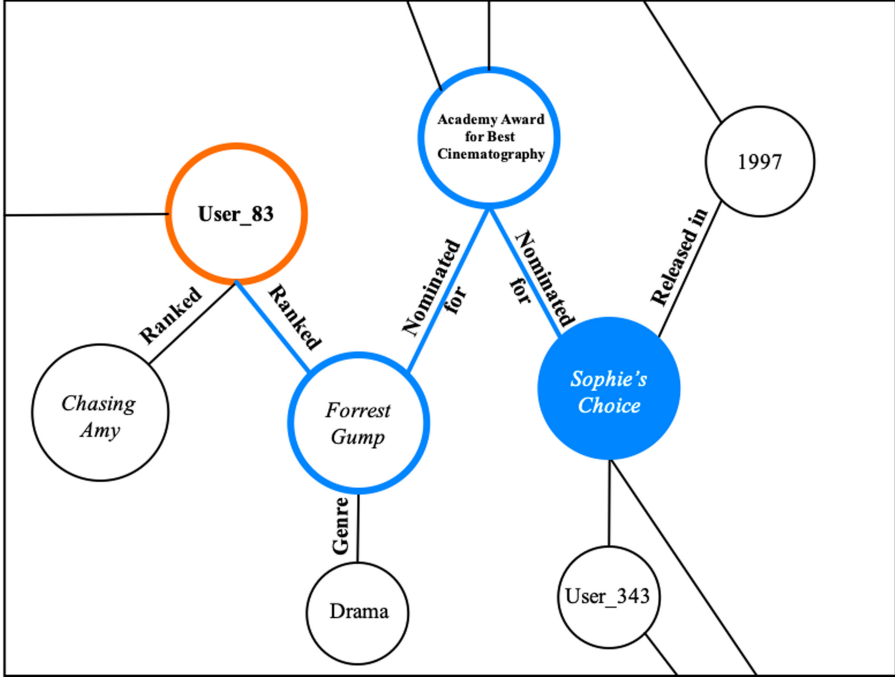 Academy Award
for Best
Cinematography
1997
User_83
Ranked
Ranked
Nominated
for
Nominated
for
Released in
Chasing
Amy
Forrest
Gump
Sophie's
Choice
Genre
Drama
User_343